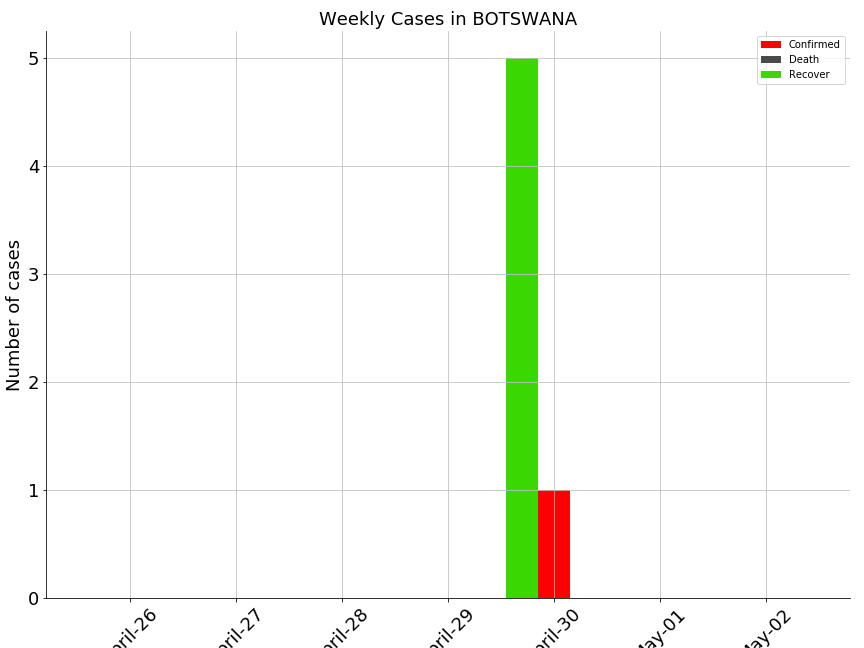 Weekly Cases in BOTSWANA
Confirmed
Death
Recover
Number of cases
5
4
3
2
1
0
pril-26
pril-27
pril-28
pril-29
pril-30
May-01
May-02